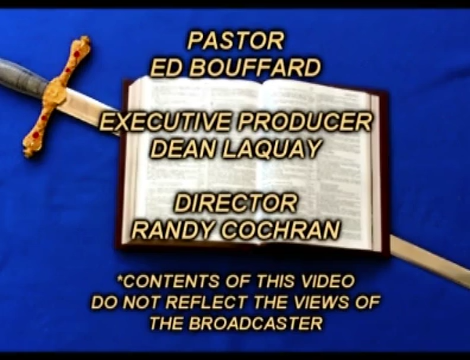 PASTOR
ED BOUFFARD
EXECUTIVE PRODUCER
DEAN LAQUAY
DIRECTOR
RANDY COCHRAN
*CONTENTS OF THIS VIDEO
DO NOT REFLECT THE VIEWS OF
THE BROADCASTER